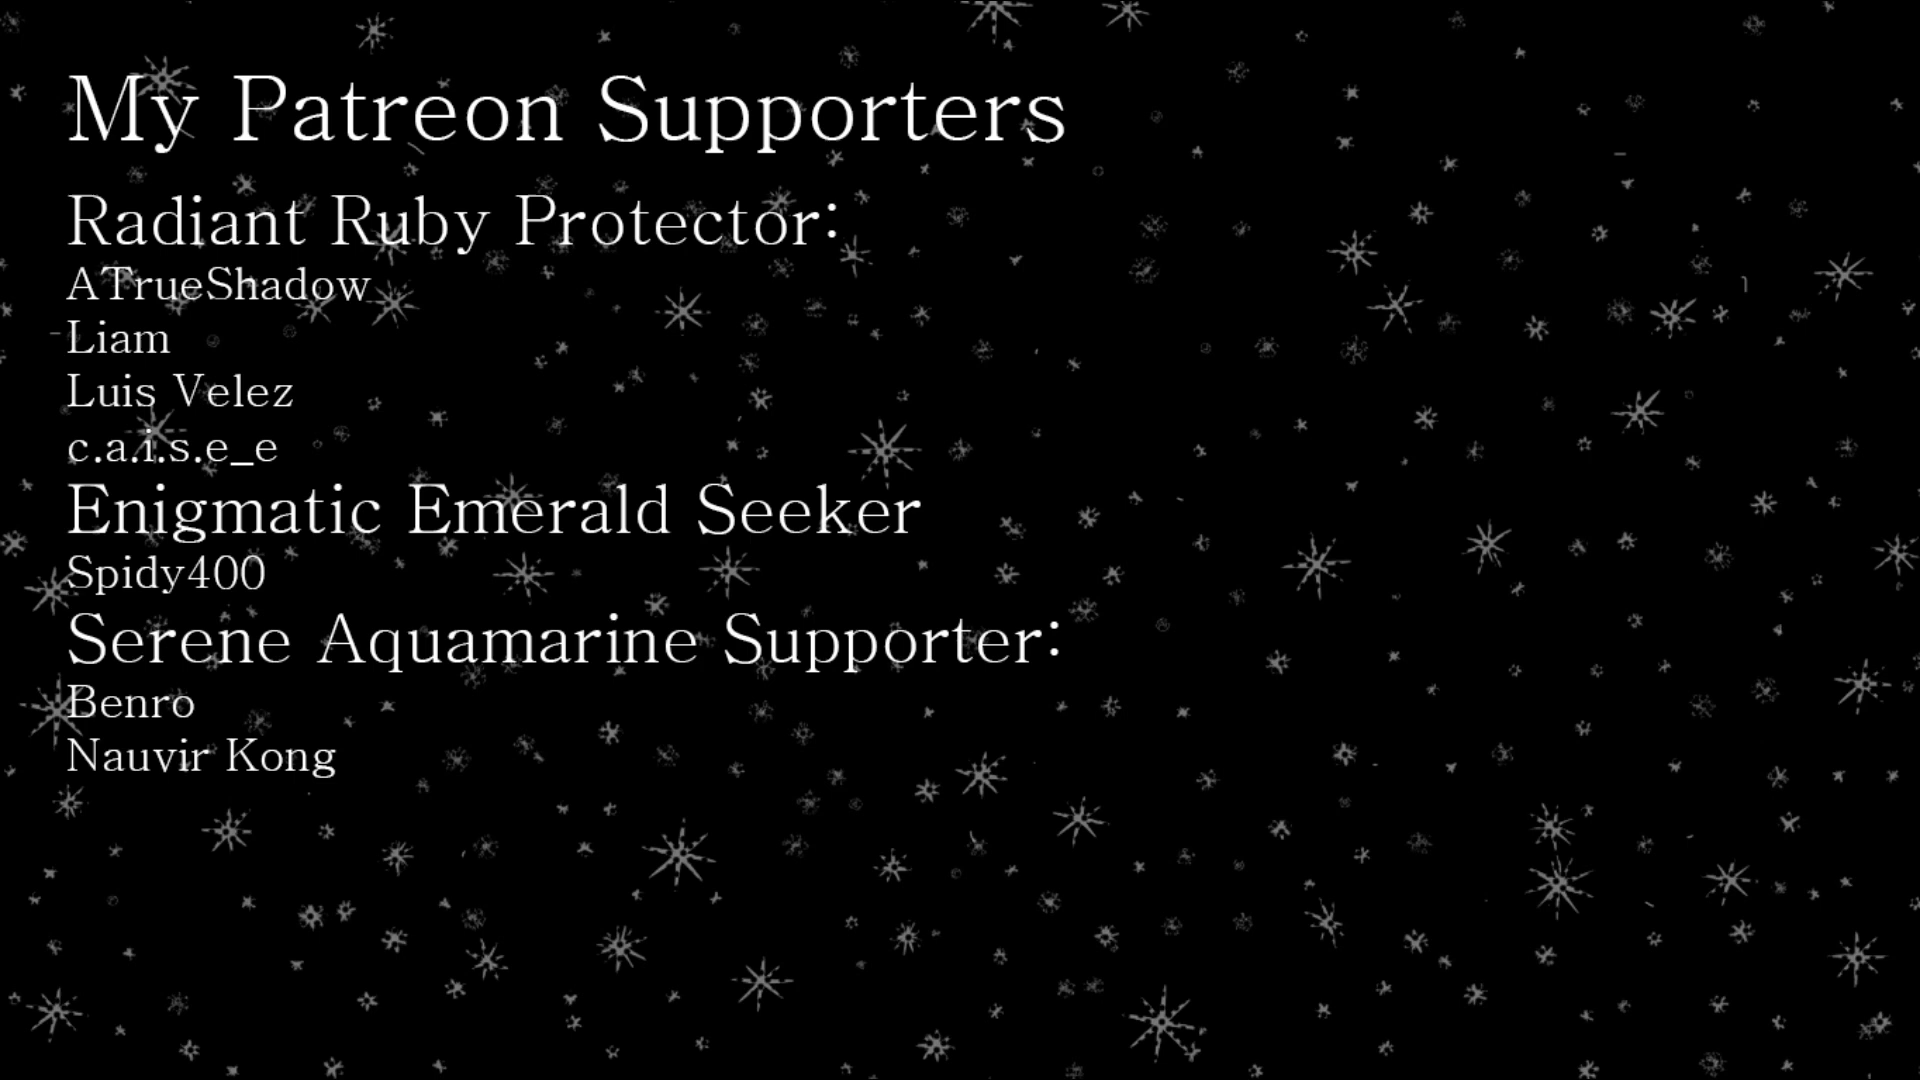 My Patreon Supporters
Radiant Ruby Protector:
ATrueShadow
Liam
Luis Velez
c.a.i.s.e_e
Enigmatic Emerald Seeker
Spidy400
Serene Aquamarine Supporter:
Benro
Nauvir Kong